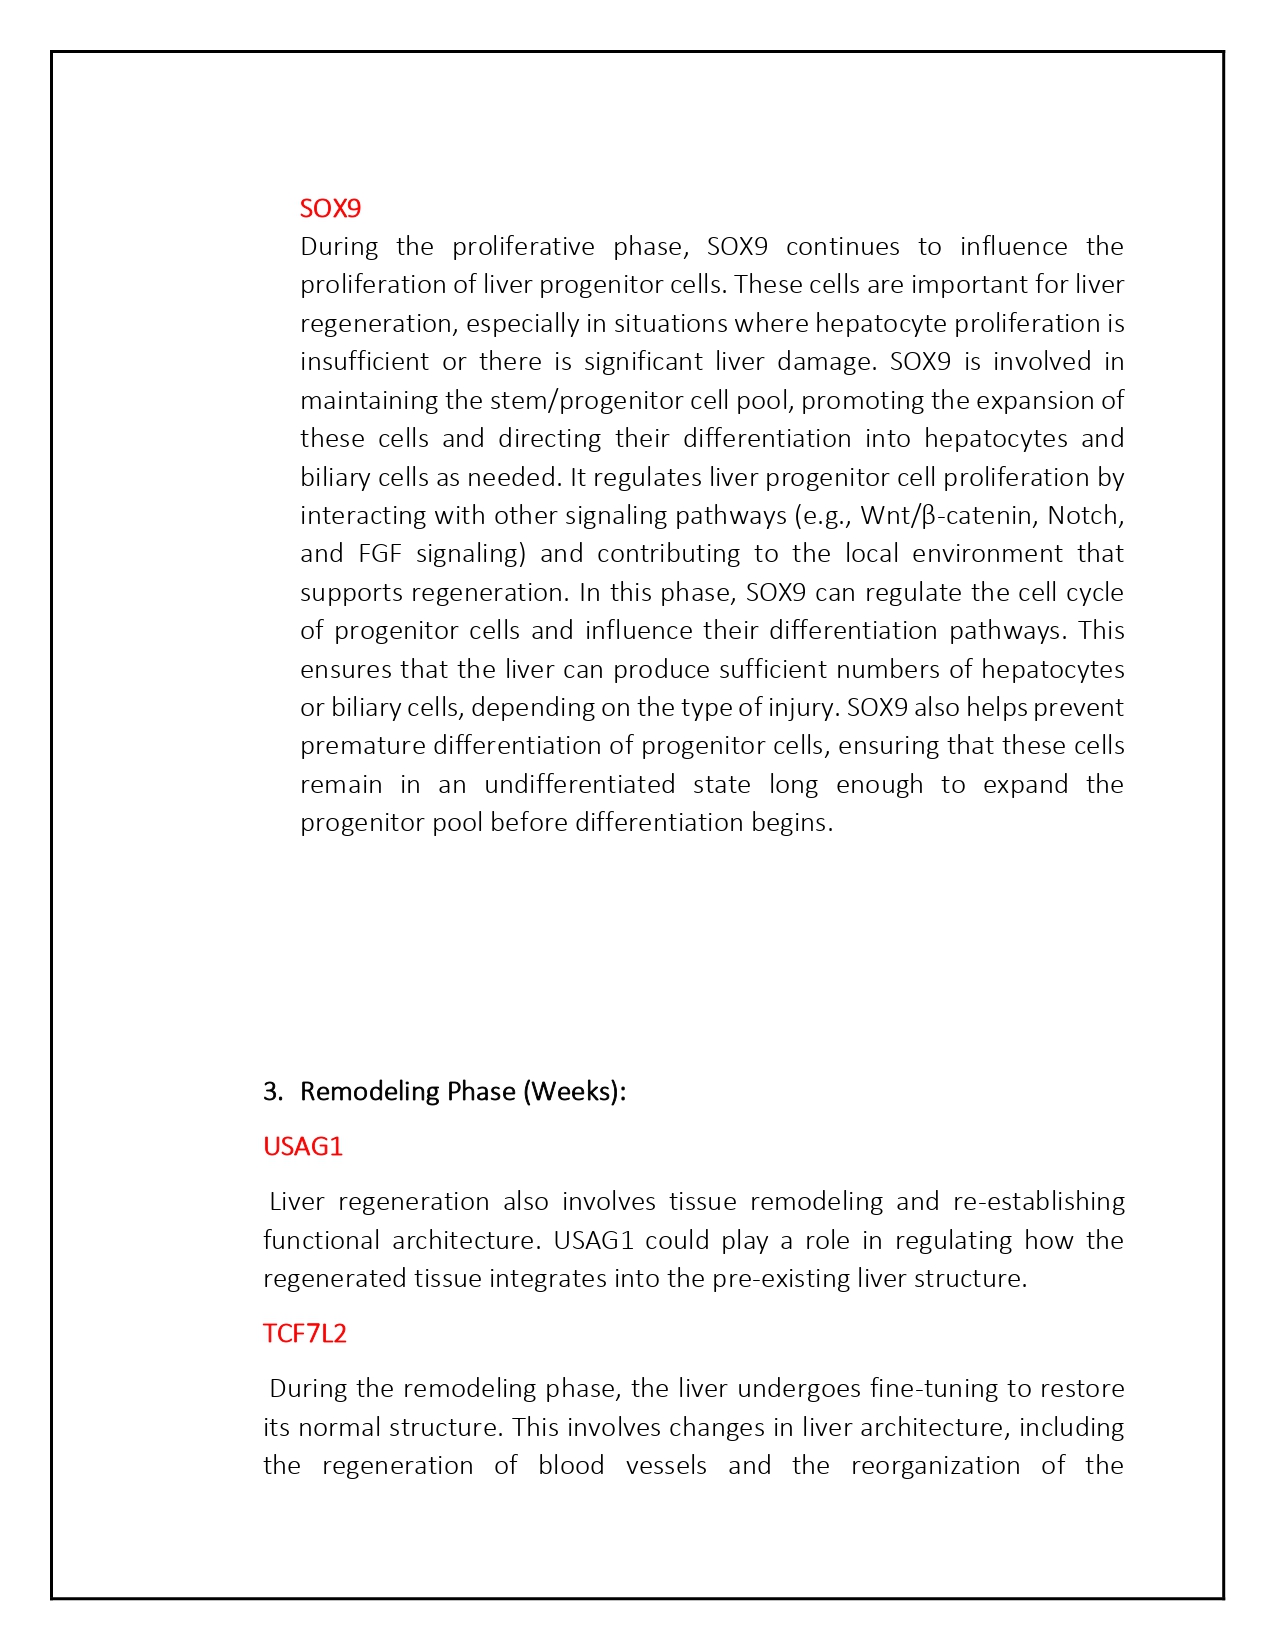 SOX9
During the proliferative phase, SOX9 continues to influence the
proliferation of liver progenitor cells. These cells are important for liver
regeneration, especially in situations where hepatocyte proliferation is
insufficient or there is significant liver damage. SOX9 is involved in
maintaining the stem/progenitor cell pool, promoting the expansion of
these cells and directing their differentiation into hepatocytes and
biliary cells as needed. It regulates liver progenitor cell proliferation by
interacting with other signaling pathways (e.g., Wnt/β-catenin, Notch,
and FGF signaling) and contributing to the local environment that
supports regeneration. In this phase, SOX9 can regulate the cell cycle
of progenitor cells and influence their differentiation pathways. This
ensures that the liver can produce sufficient numbers of hepatocytes
or biliary cells, depending on the type of injury. SOX9 also helps prevent
premature differentiation of progenitor cells, ensuring that these cells
remain in an undifferentiated state long enough to expand the
progenitor pool before differentiation begins.
3. Remodeling Phase (Weeks):
USAG1
Liver regeneration also involves tissue remodeling and re-establishing
functional architecture. USAG1 could play a role in regulating how the
regenerated tissue integrates into the pre-existing liver structure.
TCF7L2
During the remodeling phase, the liver undergoes fine-tuning to restore
its normal structure. This involves changes in liver architecture, including
the regeneration of blood vessels and the reorganization of the